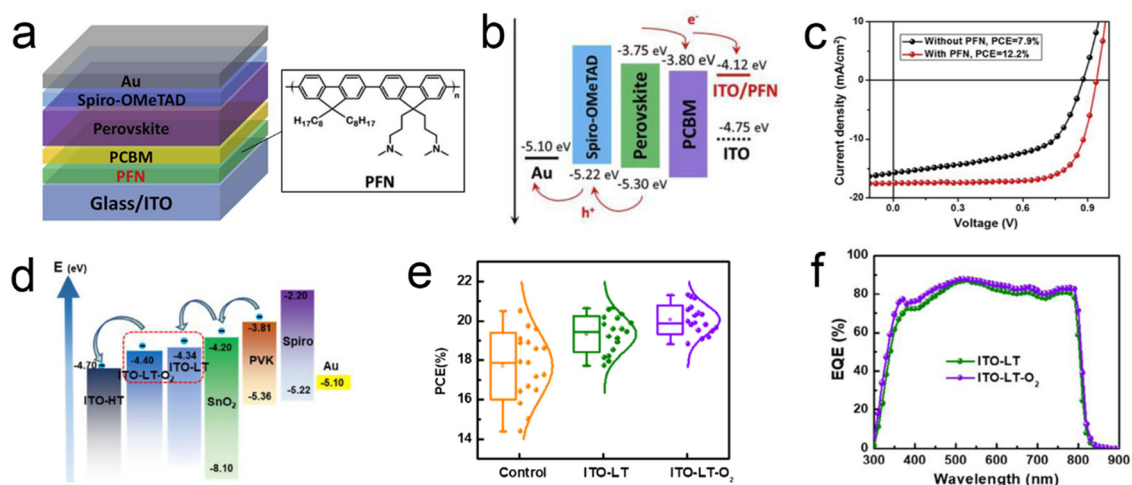 a
Au
Spiro-OMeTAD
Perovskite
PCBM
PFN
Glass/ITO
n
H17C8
C8H17
N
N
PFN
b
e-
-3.75 eV
-3.80 eV
-4.12 eV
ITO/PFN
Spiro-OMeTAD
Perovskite
PCBM
-4.75 eV
ITO
-5.10 eV
Au
-5.22 eV
-5.30 eV
h+
c
Current density (mA/cm2)
10
0
-10
-20
Without PFN, PCE=7.9%
With PFN, PCE=12.2%
0.0
0.3
0.6
0.9
Voltage (V)
d
E (eV)
-4.70
ITO-HT
-4.40
ITO-LT-O2
-4.34
ITO-LT
-4.20
SnO2
-8.10
-3.81
PVK
-5.36
-2.20
Spiro
-5.22
Au
-5.10
e
PCE(%)
22
20
18
16
14
Control
ITO-LT
ITO-LT-O2
f
EQE (%)
100
80
60
40
20
0
ITO-LT
ITO-LT-O2
300
400
500
600
700
800
900
Wavelength (nm)